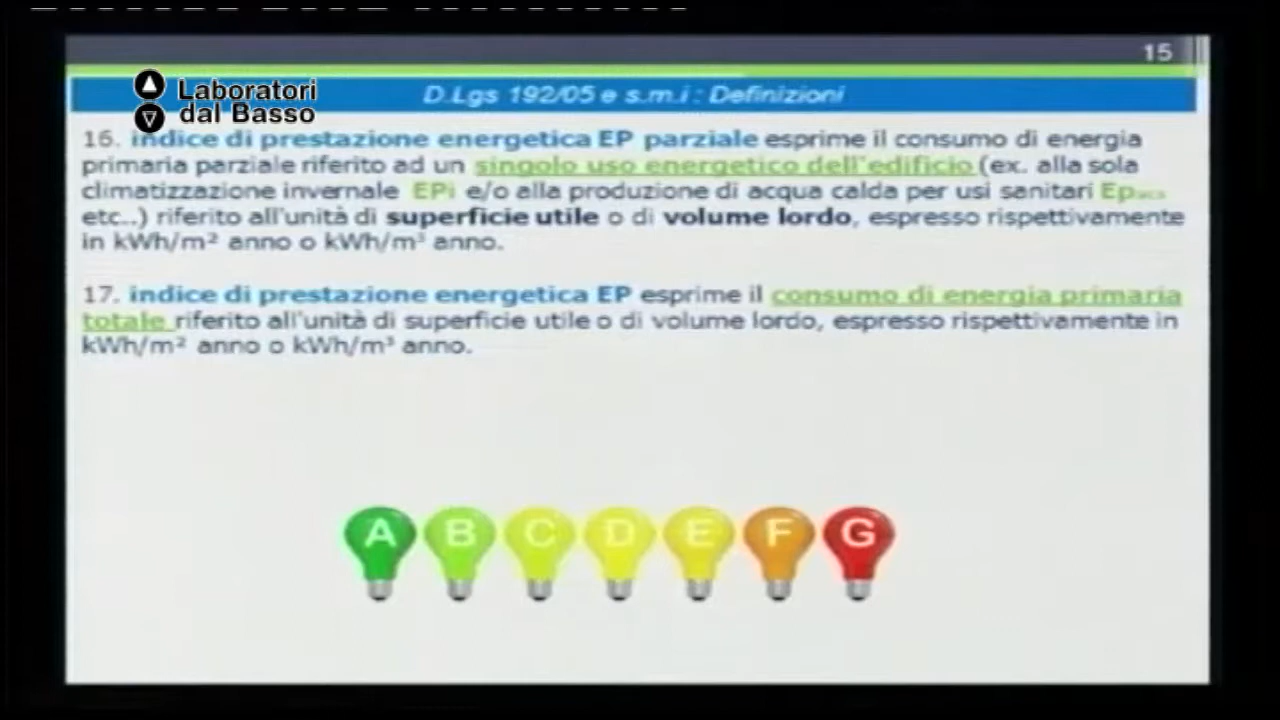 15
Laboratori
dal Basso
D.Lgs 192/05 e s.m.i : Definizioni
16. indice di prestazione energetica EP parziale esprime il consumo di energia
primaria parziale riferito ad un singolo uso energetico dell'edificio (ex. alla sola
climatizzazione invernale EPi e/o alla produzione di acqua calda per usi sanitari Epacs
etc..) riferito all'unità di superficie utile o di volume lordo, espresso rispettivamente
in kWh/m² anno o kWh/m³ anno.
17. indice di prestazione energetica EP esprime il consumo di energia primaria
totale riferito all'unità di superficie utile o di volume lordo, espresso rispettivamente in
kWh/m² anno o kWh/m³ anno.
A B C D E F G